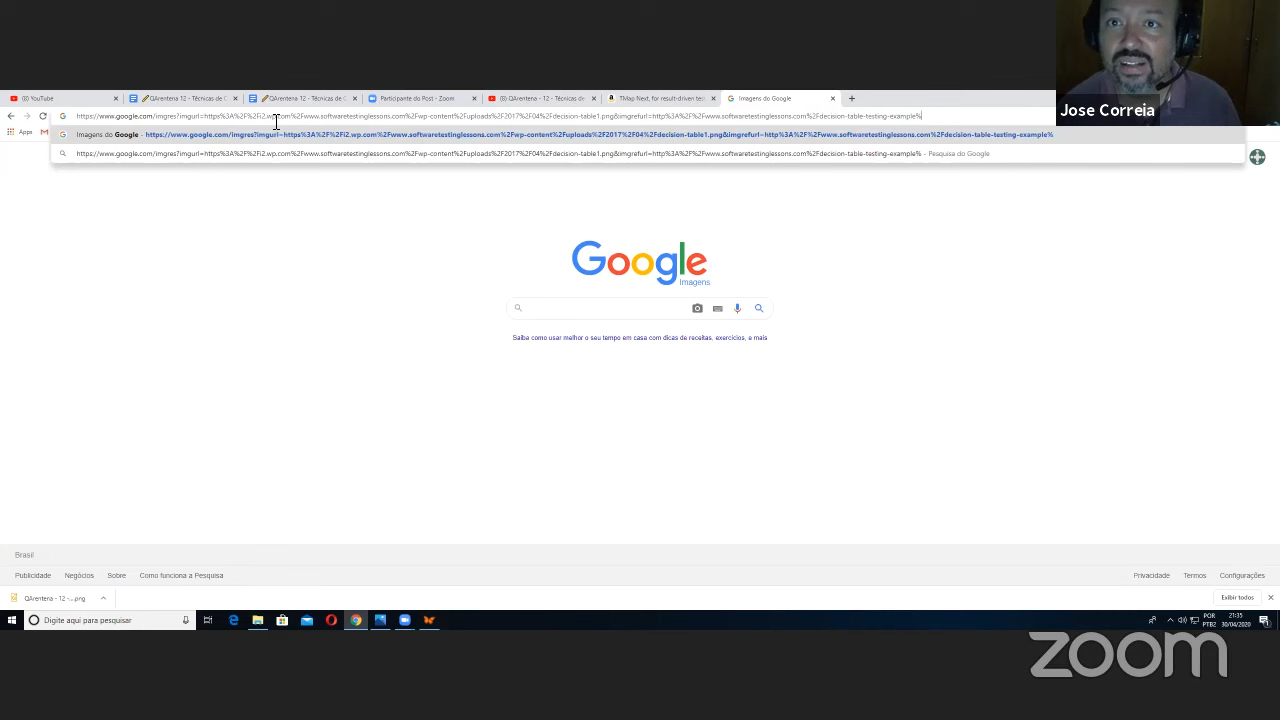 Jose Correia
(8) YouTube
QArentena 12 - Técnicas de
QArentena 12 - Técnicas de
Participante do Post - Zoom
(8) QArentena - 12 - Técnicas de
TMap Next, for result-driven test
Imagens do Google
https://www.google.com/imgres?imgurl=https%3A%2F%2Fi2.wp.com%2Fwww.softwaretestinglessons.com%2Fwp-content%2Fuploads%2F2017%2F04%2Fdecision-table1.png&imgrefurl=http%3A%2F%2Fwww.softwaretestinglessons.com%2Fdecision-table-testing-example%
Apps
Imagens do Google - https://www.google.com/imgres?imgurl=https%3A%2F%2Fi2.wp.com%2Fwww.softwaretestinglessons.com%2Fwp-content%2Fuploads%2F2017%2F04%2Fdecision-table1.png&imgrefurl=http%3A%2F%2Fwww.softwaretestinglessons.com%2Fdecision-table-testing-example%
https://www.google.com/imgres?imgurl=https%3A%2F%2Fi2.wp.com%2Fwww.softwaretestinglessons.com%2Fwp-content%2Fuploads%2F2017%2F04%2Fdecision-table1.png&imgrefurl=http%3A%2F%2Fwww.softwaretestinglessons.com%2Fdecision-table-testing-example% - Pesquisa do Google
Google
Imagens
Saiba como usar melhor o seu tempo em casa com dicas de receitas, exercícios, e mais
Brasil
Publicidade Negócios Sobre Como funciona a Pesquisa Privacidade Termos Configurações
QArentena - 12 -....png
Exibir todos
Digite aqui para pesquisar
POR
PTB2
21:35
30/04/2020
zoom